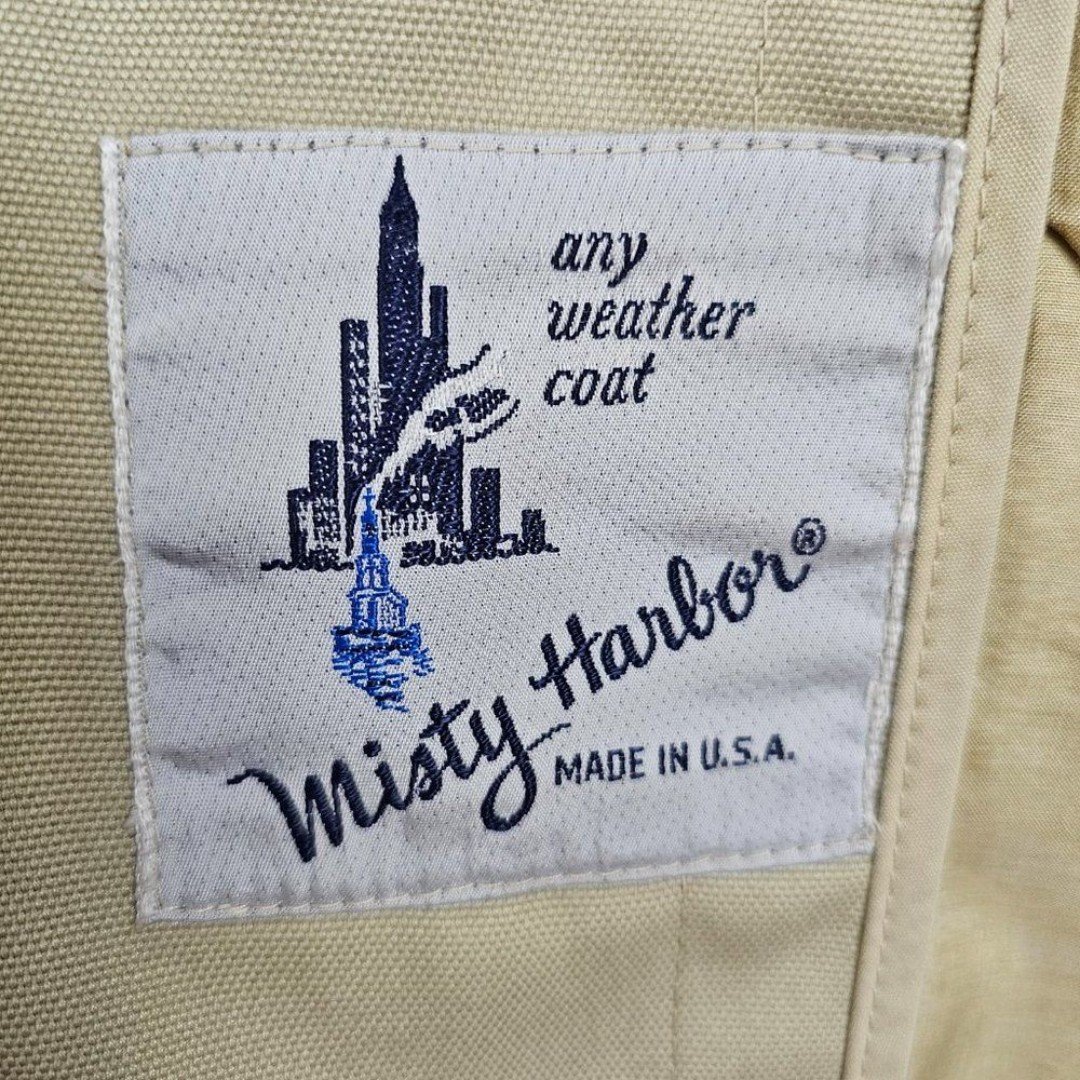 any
weather
coat
Misty Harbor®
MADE IN U.S.A.